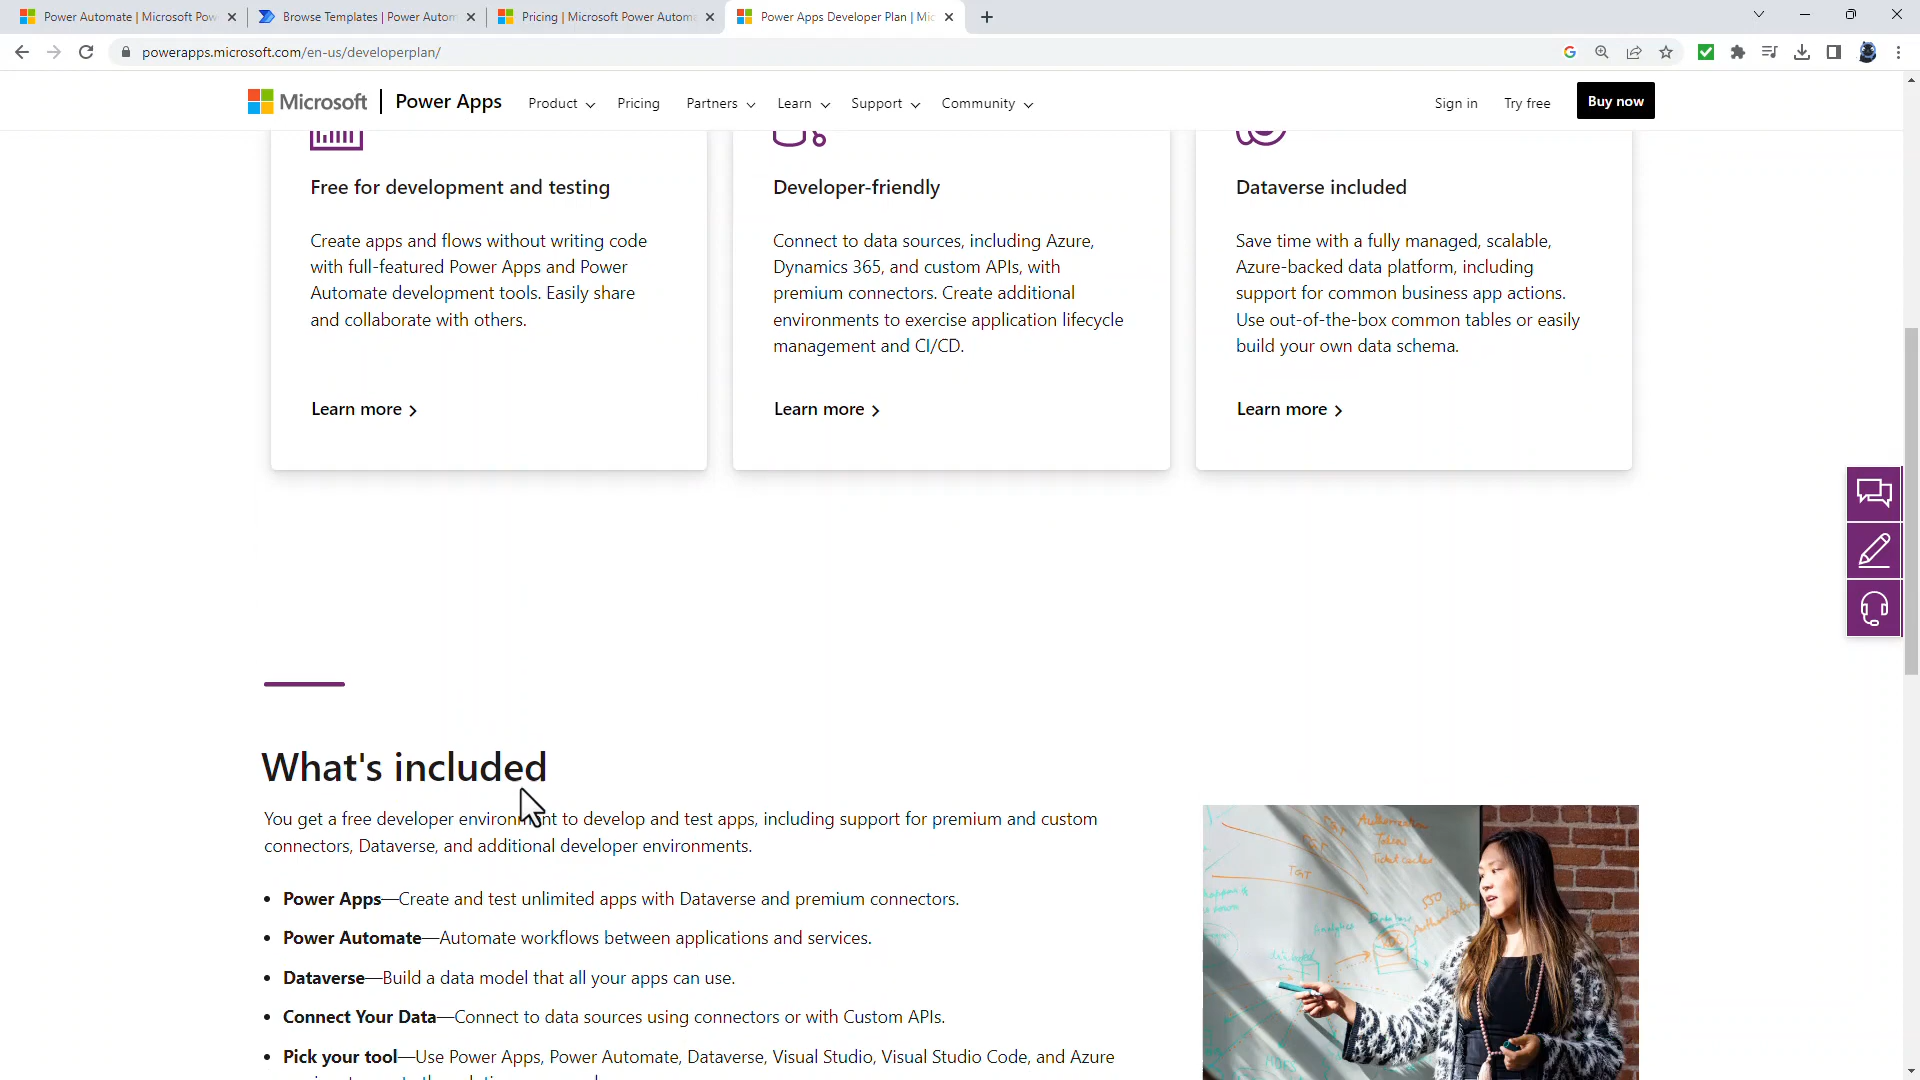 Power Automate | Microsoft Pow
Browse Templates | Power Autom
Pricing | Microsoft Power Autom
Power Apps Developer Plan | Mic
powerapps.microsoft.com/en-us/developerplan/
Microsoft | Power Apps
Product
Pricing
Partners
Learn
Support
Community
Sign in
Try free
Buy now
Free for development and testing
Create apps and flows without writing code
with full-featured Power Apps and Power
Automate development tools. Easily share
and collaborate with others.
Learn more
Developer-friendly
Connect to data sources, including Azure,
Dynamics 365, and custom APIs, with
premium connectors. Create additional
environments to exercise application lifecycle
management and CI/CD.
Learn more
Dataverse included
Save time with a fully managed, scalable,
Azure-backed data platform, including
support for common business app actions.
Use out-of-the-box common tables or easily
build your own data schema.
Learn more
What's included
You get a free developer environment to develop and test apps, including support for premium and custom
connectors, Dataverse, and additional developer environments.
• Power Apps—Create and test unlimited apps with Dataverse and premium connectors.
• Power Automate—Automate workflows between applications and services.
• Dataverse—Build a data model that all your apps can use.
• Connect Your Data—Connect to data sources using connectors or with Custom APIs.
• Pick your tool—Use Power Apps, Power Automate, Dataverse, Visual Studio, Visual Studio Code, and Azure
Authorization
Tokens
TGT
SSO